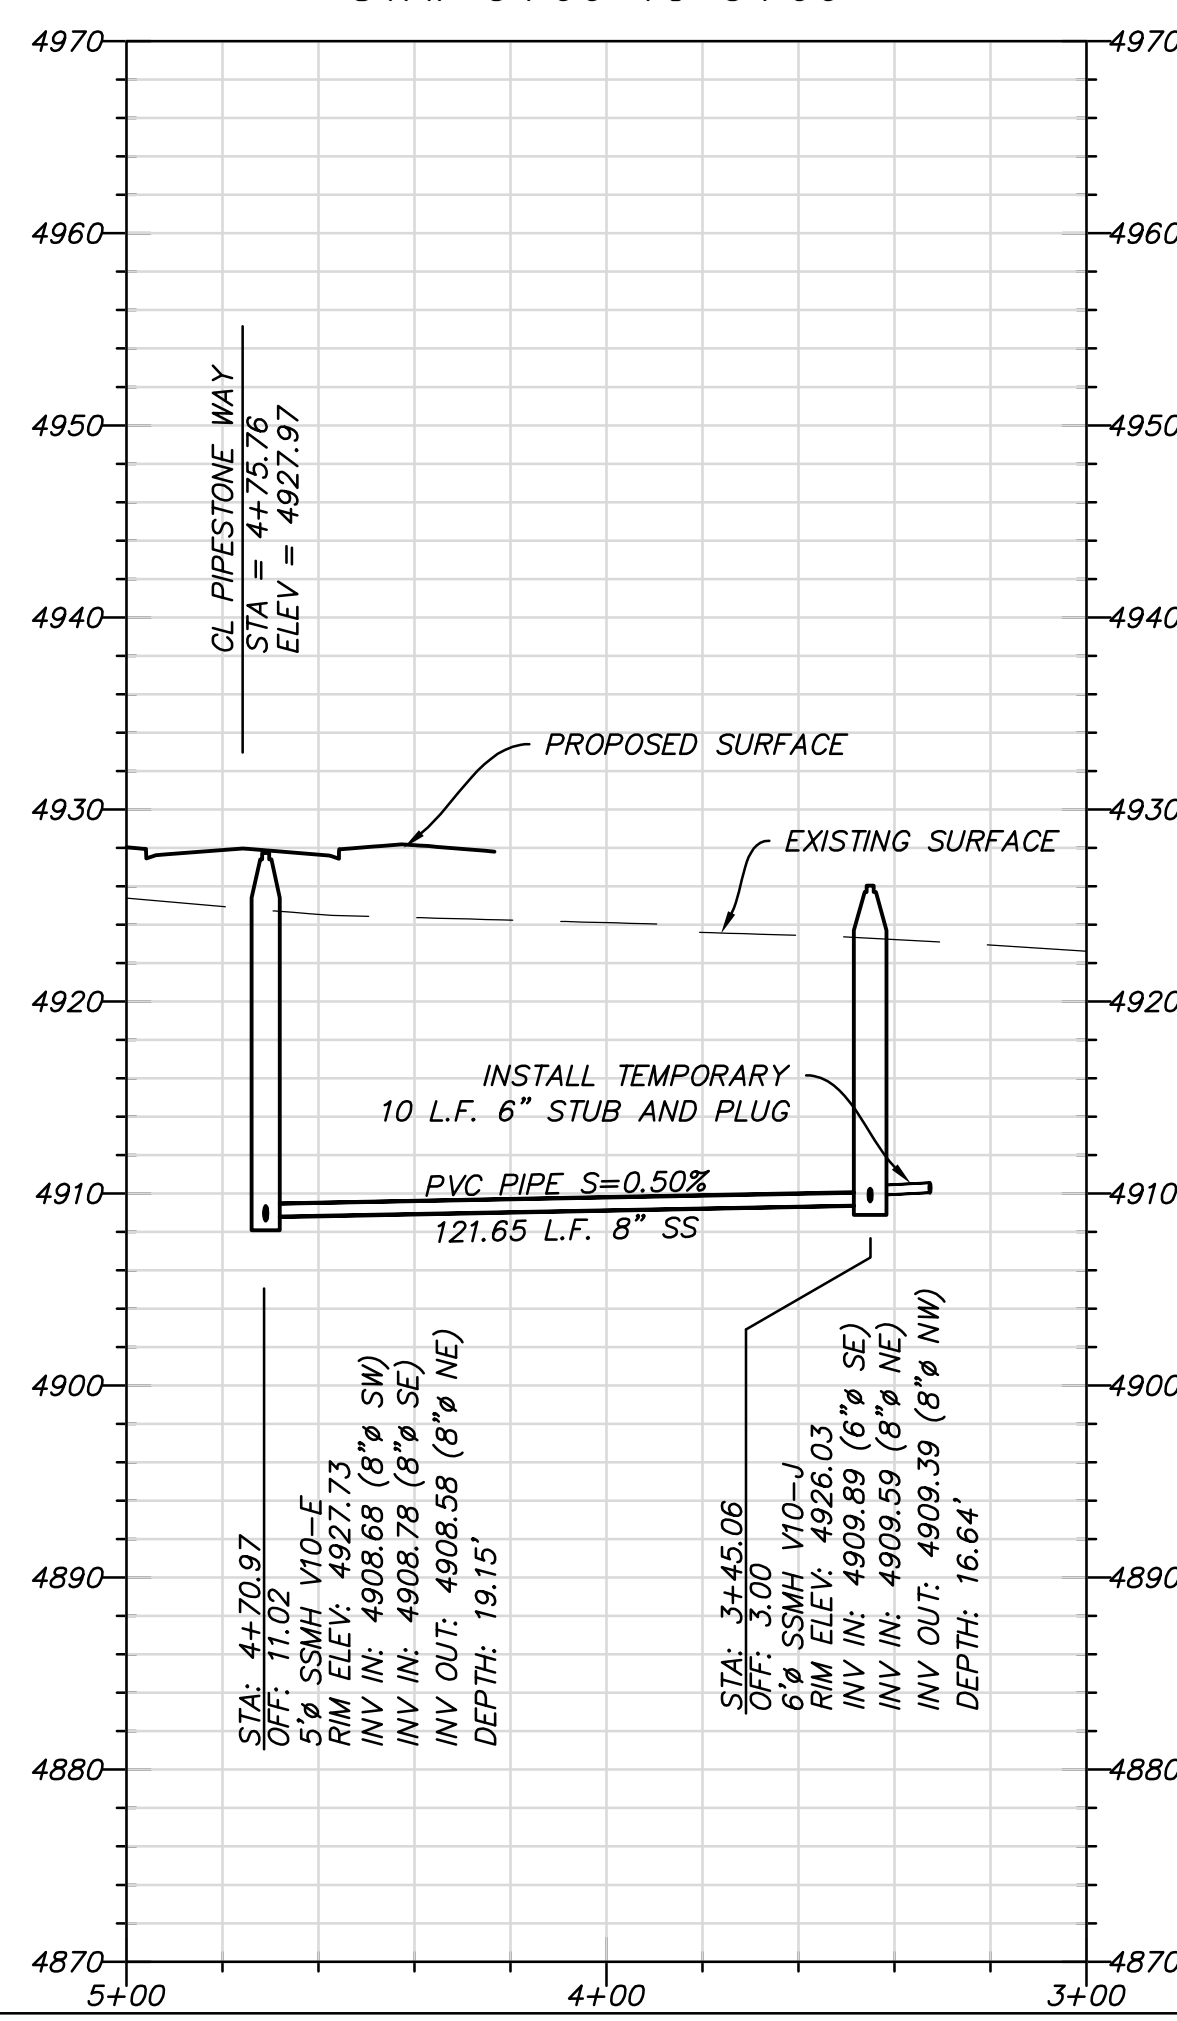 4970
4970
4960
4960
4950
4950
4940
4940
4930
4930
4920
4920
4910
4910
4900
4900
4890
4890
4880
4880
4870
4870
5+00
4+00
3+00
CL PIPESTONE WAY
STA = 4+75.76
ELEV = 4927.97
PROPOSED SURFACE
EXISTING SURFACE
INSTALL TEMPORARY
10 L.F. 6" STUB AND PLUG
PVC PIPE S=0.50%
121.65 L.F. 8" SS
STA: 4+70.97
OFF: 11.02
5'ø SSMH V10-E
RIM ELEV: 4927.73
INV IN: 4908.68 (8"ø SW)
INV IN: 4908.78 (8"ø SE)
INV OUT: 4908.58 (8"ø NE)
DEPTH: 19.15'
STA: 3+45.06
OFF: 3.00
6'ø SSMH V10-J
RIM ELEV: 4926.03
INV IN: 4909.89 (6"ø SE)
INV IN: 4909.59 (8"ø NE)
INV OUT: 4909.39 (8"ø NW)
DEPTH: 16.64'